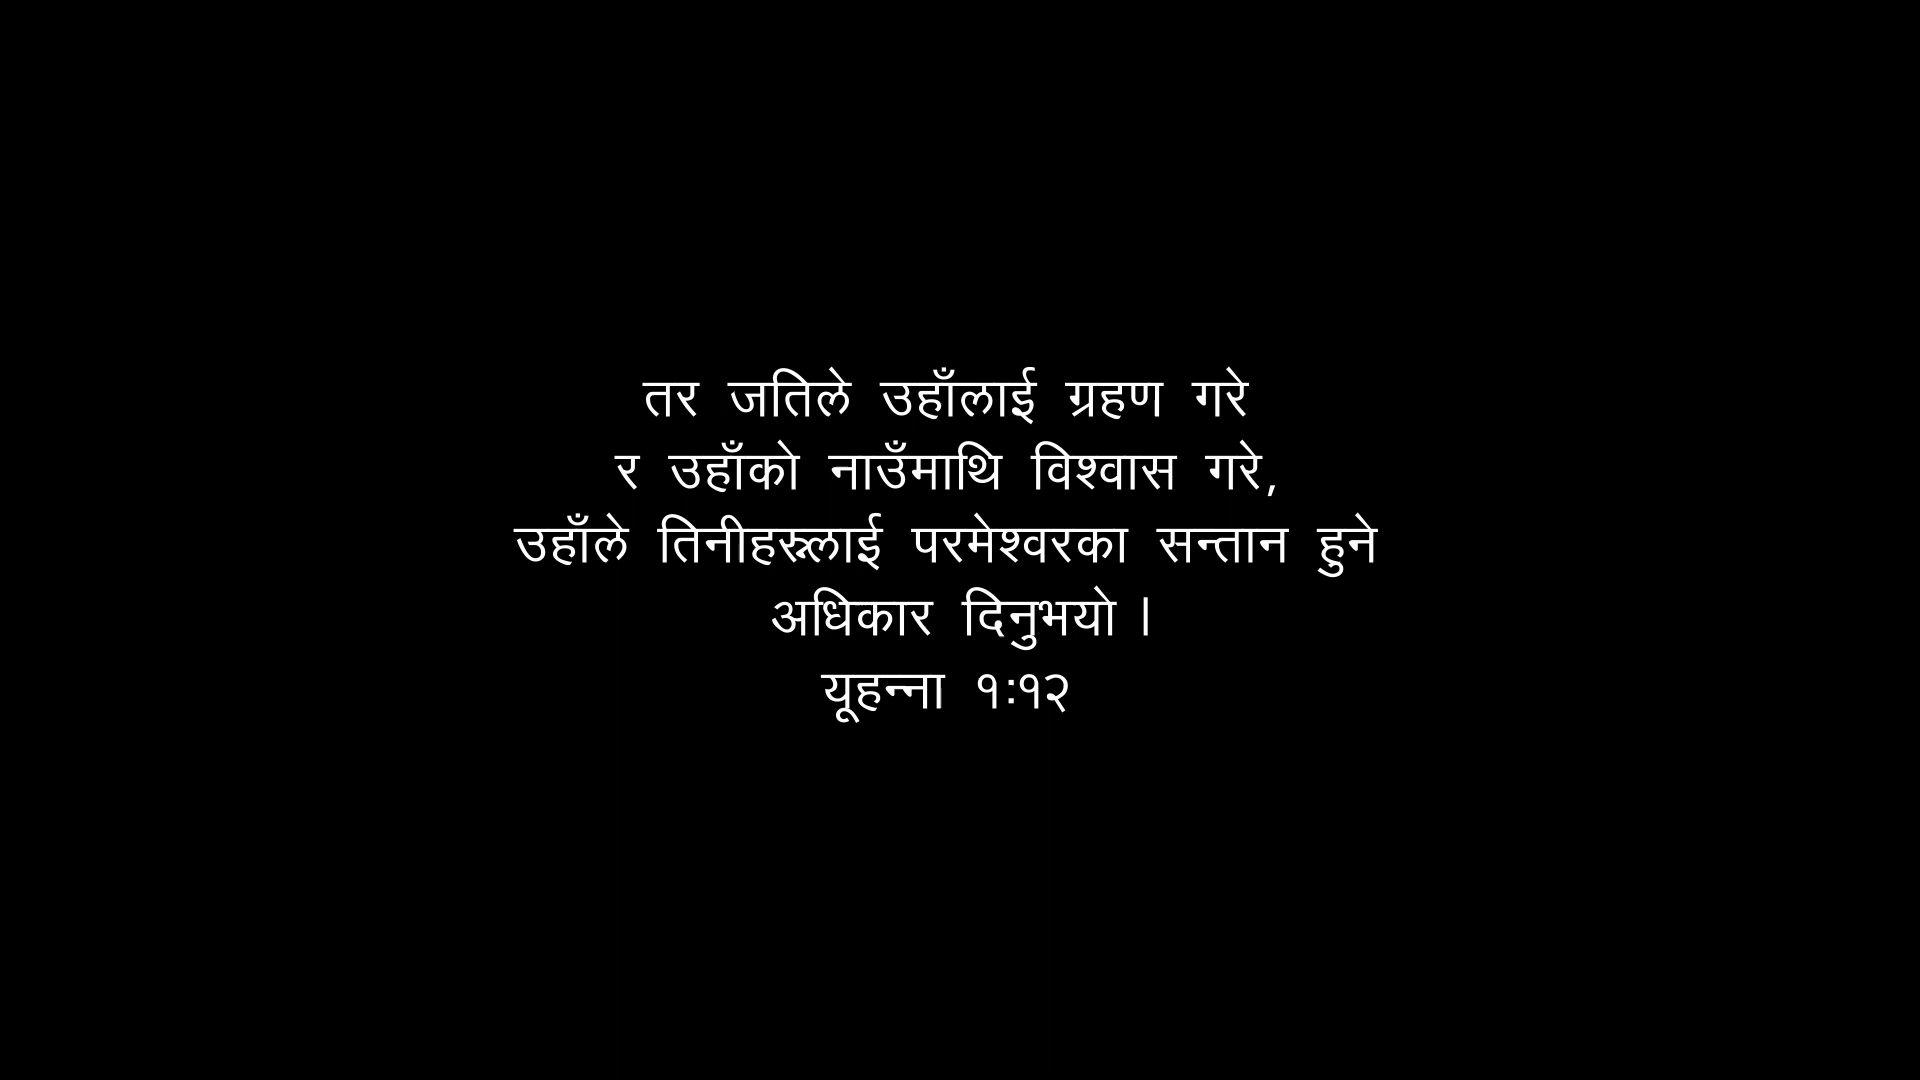 तर जतिले उहाँलाई ग्रहण गरे
र उहाँको नाउँमाथि विश्वास गरे,
उहाँले तिनीहरूलाई परमेश्वरका सन्तान हुने
अधिकार दिनुभयो ।
यूहन्ना १:१२